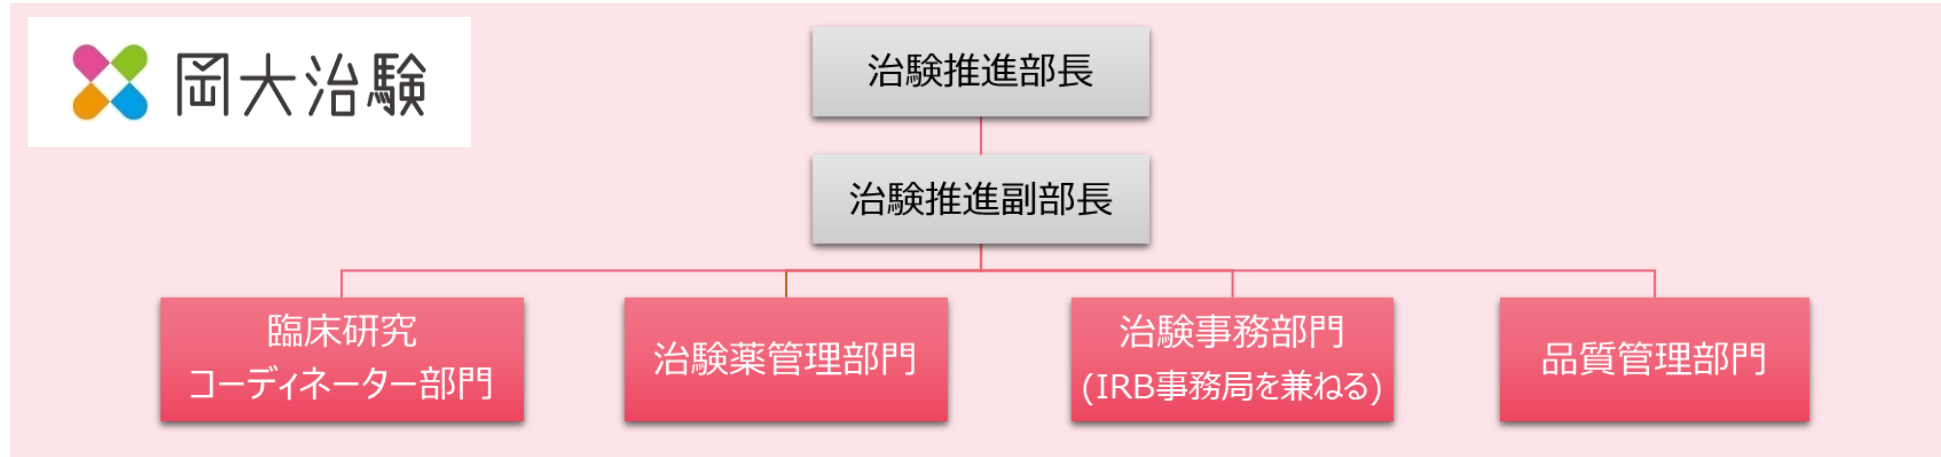 岡大治験
治験推進部長
治験推進副部長
臨床研究
コーディネーター部門
治験薬管理部門
治験事務部門
(IRB事務局を兼ねる)
品質管理部門